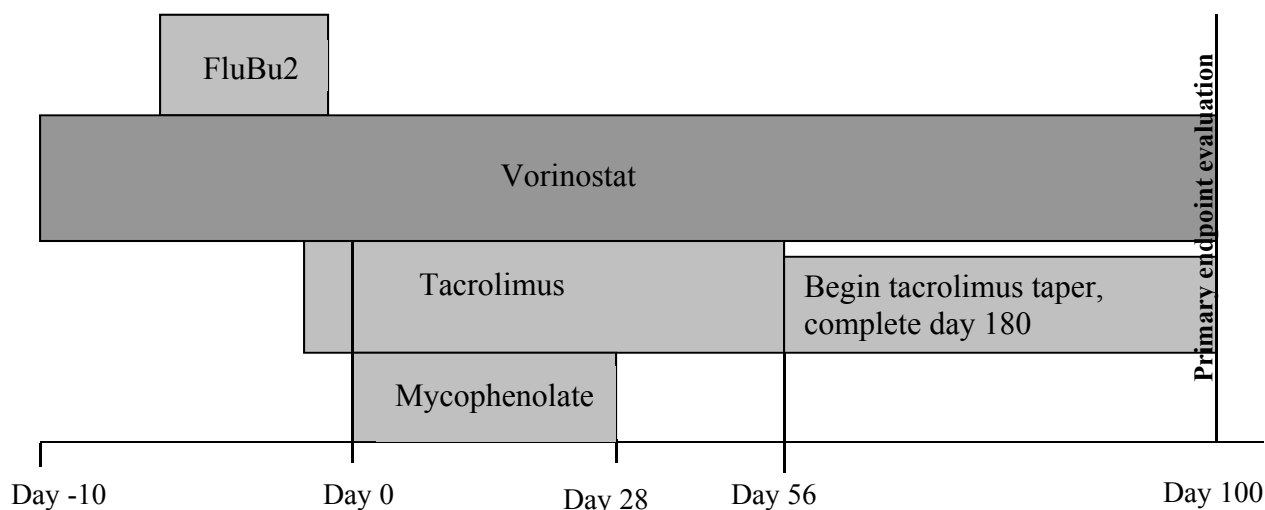 FluBu2
Vorinostat
Primary endpoint evaluation
Tacrolimus
Begin tacrolimus taper,
complete day 180
Mycophenolate
Day -10
Day 0
Day 28
Day 56
Day 100